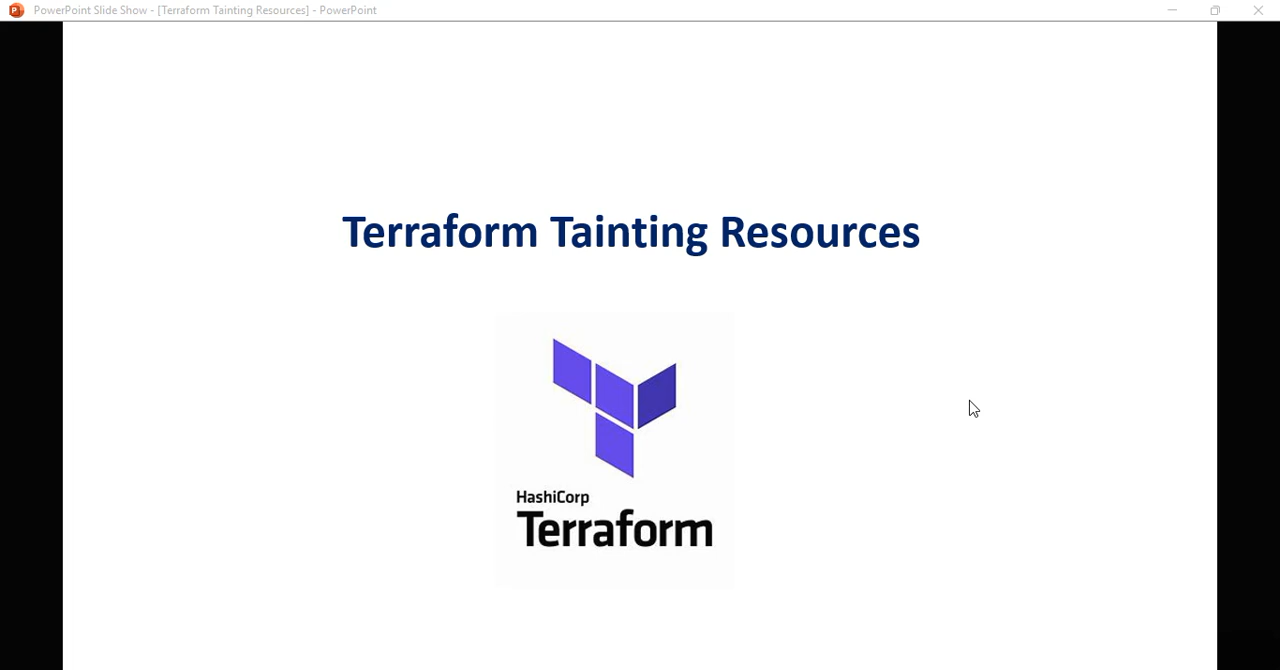 PowerPoint Slide Show - [Terraform Tainting Resources] - PowerPoint
Terraform Tainting Resources
HashiCorp
Terraform